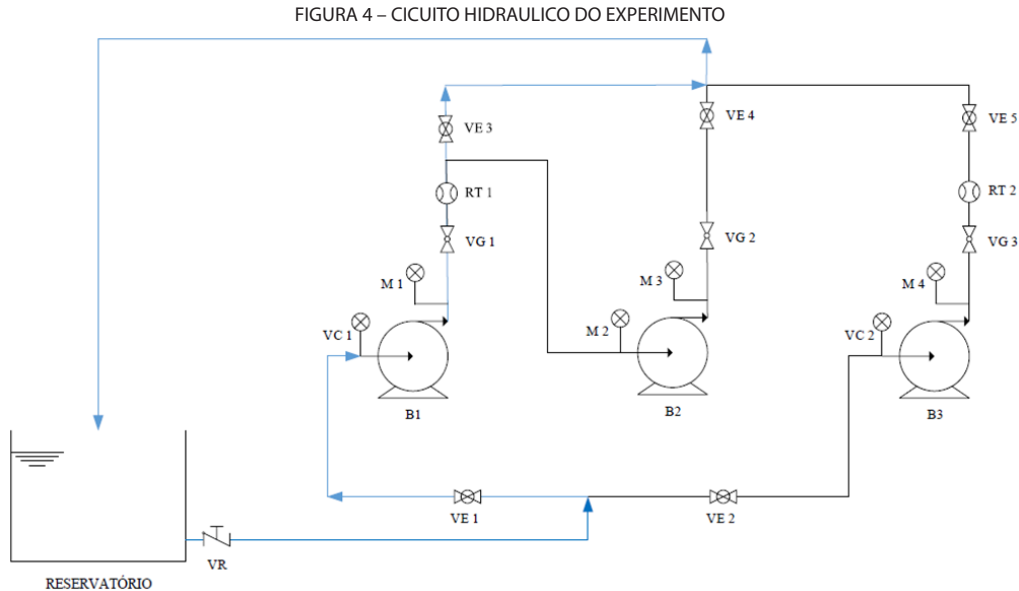 FIGURA 4 – CICUITO HIDRAULICO DO EXPERIMENTO
VE 3
VE 4
VE 5
RT 1
RT 2
VG 1
VG 2
VG 3
M 1
M 3
M 4
VC 1
M 2
VC 2
B1
B2
B3
VE 1
VE 2
VR
RESERVATÓRIO